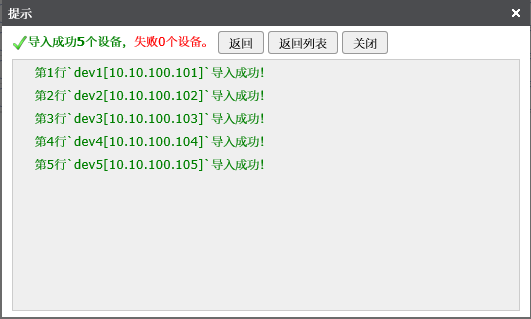 提示
导入成功5个设备，失败0个设备。 返回 返回列表 关闭
第1行`dev1[10.10.100.101]`导入成功!
第2行`dev2[10.10.100.102]`导入成功!
第3行`dev3[10.10.100.103]`导入成功!
第4行`dev4[10.10.100.104]`导入成功!
第5行`dev5[10.10.100.105]`导入成功!